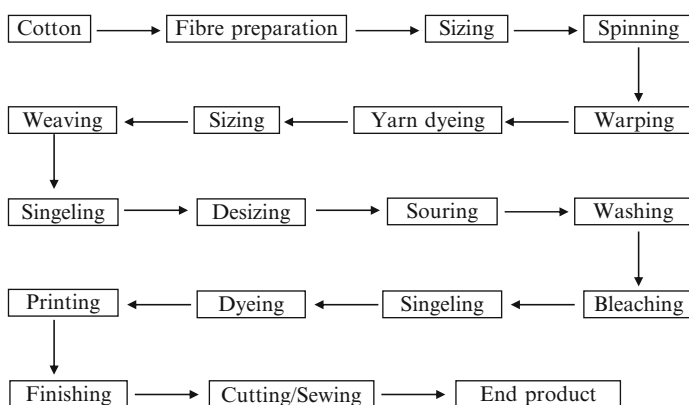 Cotton Fibre preparation Sizing Spinning
Weaving Sizing Yarn dyeing Warping
Singeling Desizing Souring Washing
Printing Dyeing Singeling Bleaching
Finishing Cutting/Sewing End product